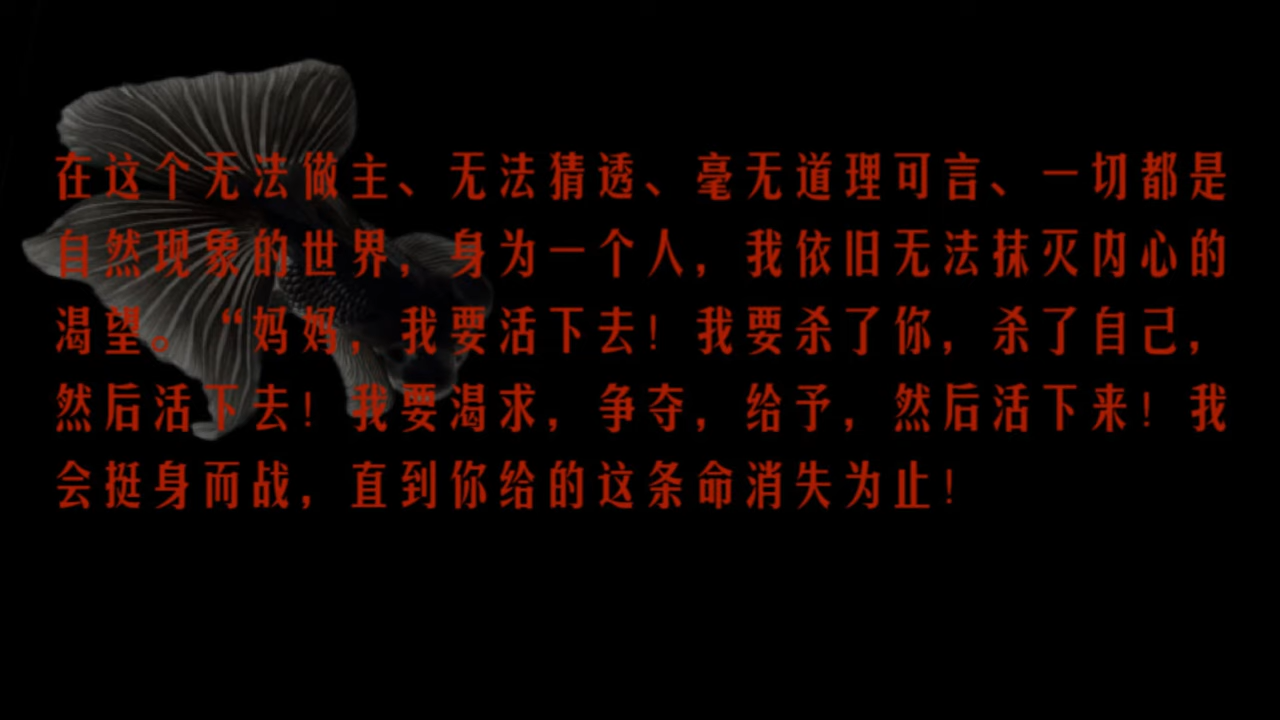 在这个无法做主、无法猜透、毫无道理可言、一切都是
自然现象的世界，身为一个人，我依旧无法抹灭内心的
渴望。“妈妈，我要活下去！我要杀了你，杀了自己，
然后活下去！我要渴求，争夺，给予，然后活下来！我
会挺身而战，直到你给的这条命消失为止！